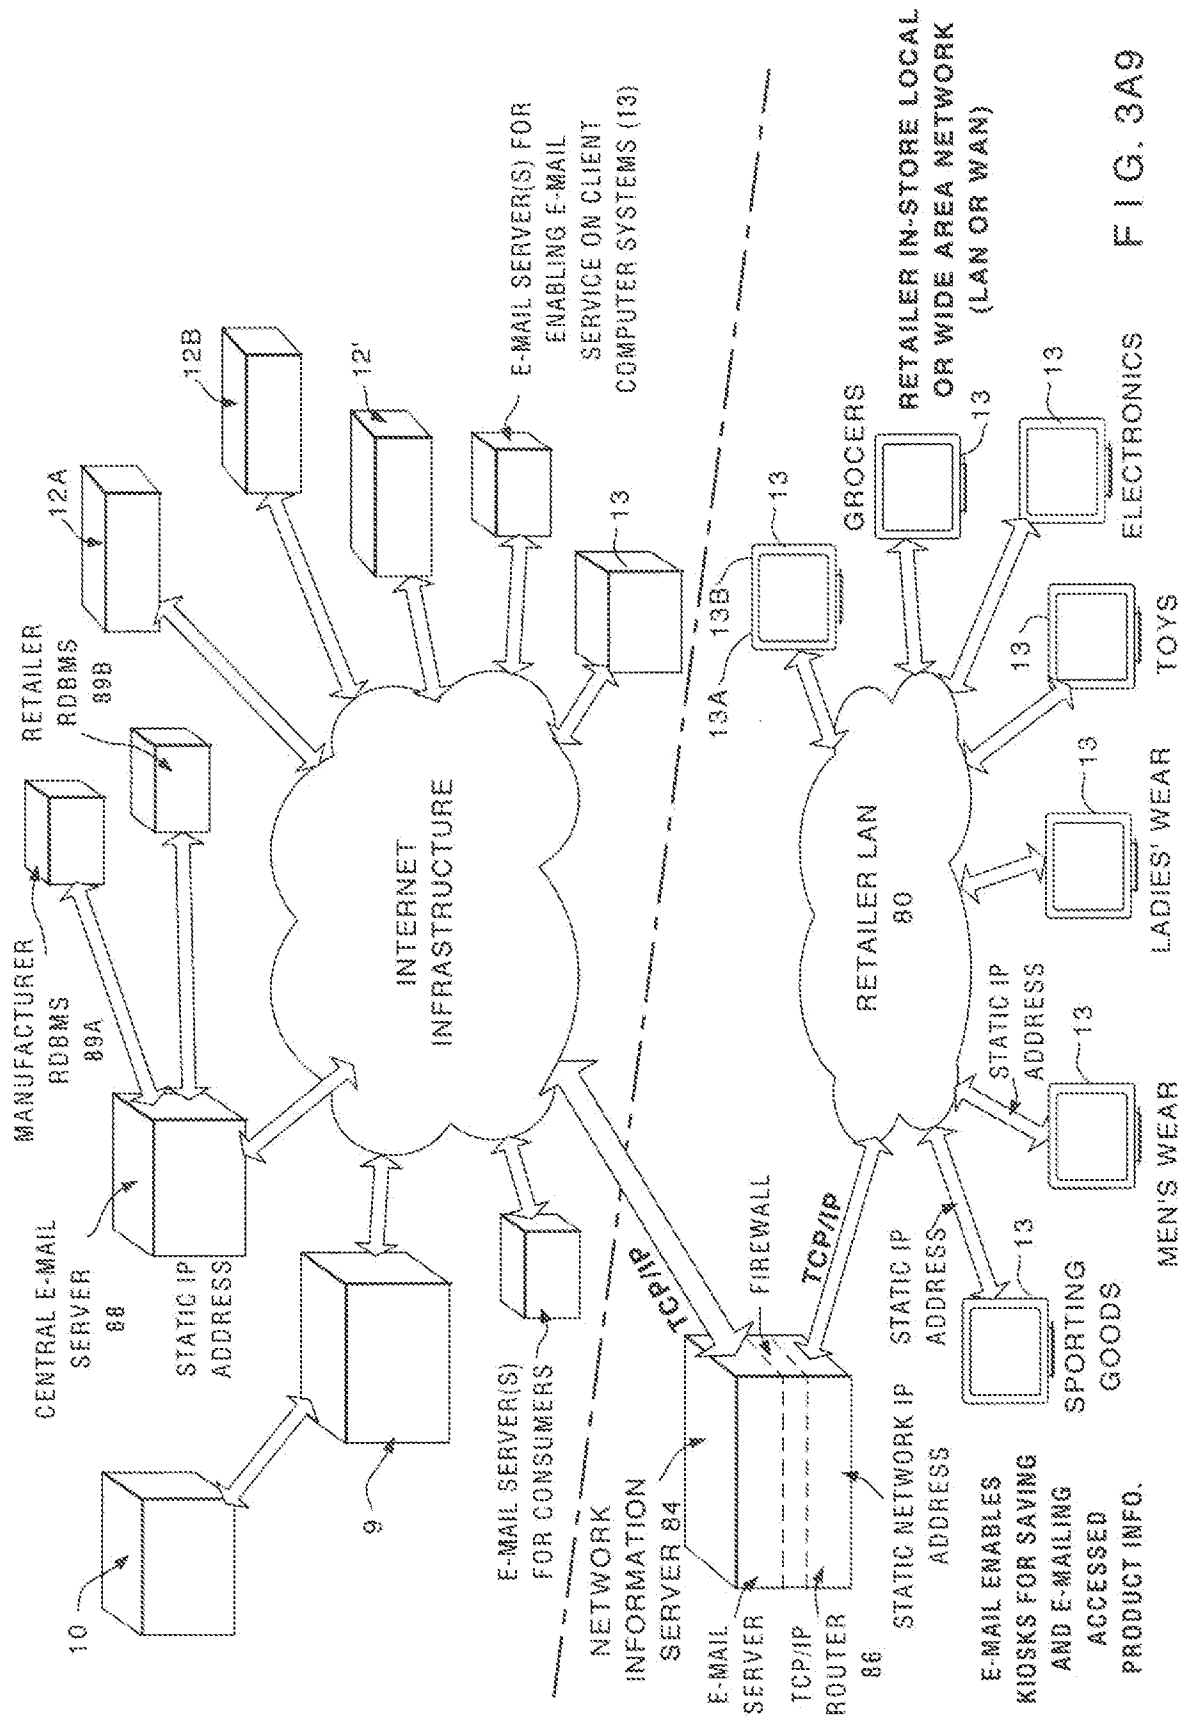 10
9
CENTRAL E-MAIL
SERVER
88
STATIC IP
ADDRESS
MANUFACTURER
RDBMS
89A
RETAILER
RDBMS
89B
12A
12B
12'
E-MAIL SERVER(S) FOR
ENABLING E-MAIL
SERVICE ON CLIENT
COMPUTER SYSTEMS (13)
13
INTERNET
INFRASTRUCTURE
E-MAIL SERVER(S)
FOR CONSUMERS
TCP/IP
NETWORK
INFORMATION
SERVER 84
FIREWALL
TCP/IP
E-MAIL
SERVER
TCP/IP
ROUTER
86
STATIC NETWORK IP
ADDRESS
STATIC IP
ADDRESS
RETAILER LAN
80
13A
13B
13
GROCERS
13
RETAILER IN-STORE LOCAL
OR WIDE AREA NETWORK
(LAN OR WAN)
STATIC IP
ADDRESS
13
SPORTING
GOODS
13
MEN'S WEAR
13
LADIES' WEAR
13
TOYS
13
ELECTRONICS
E-MAIL ENABLES
KIOSKS FOR SAVING
AND E-MAILING
ACCESSED
PRODUCT INFO.
FIG. 3A9